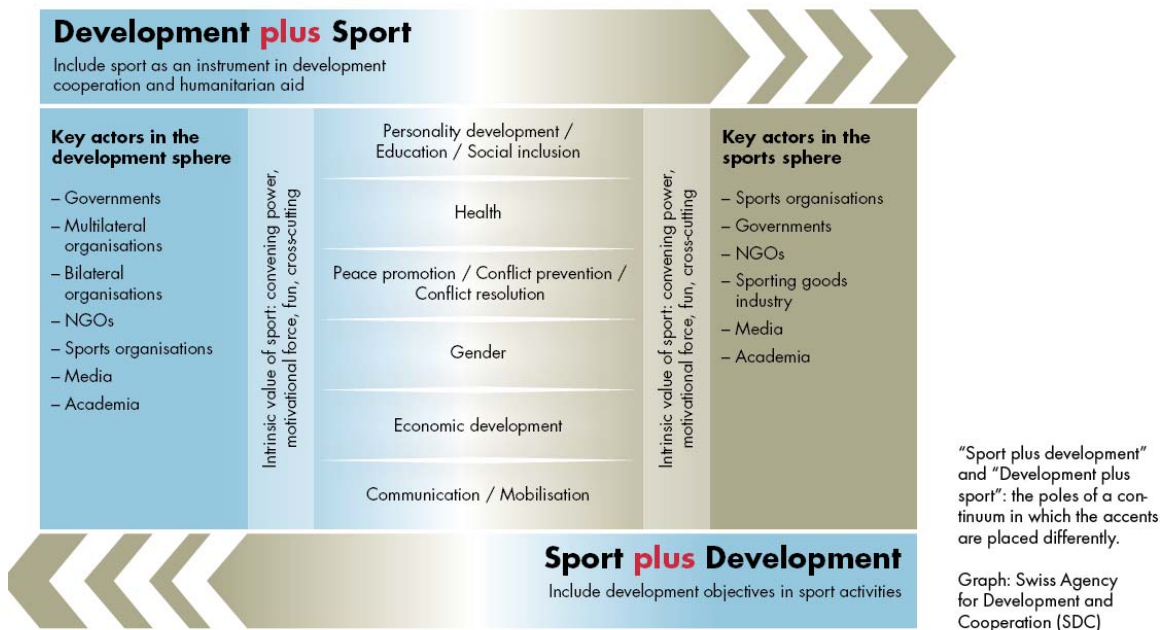 Development plus Sport
Include sport as an instrument in development
cooperation and humanitarian aid
Key actors in the
development sphere
– Governments
– Multilateral
organisations
– Bilateral
organisations
– NGOs
– Sports organisations
– Media
– Academia
Intrinsic value of sport: convening power,
motivational force, fun, cross-cutting
Personality development /
Education / Social inclusion
Health
Peace promotion / Conflict prevention /
Conflict resolution
Gender
Economic development
Communication / Mobilisation
Intrinsic value of sport: convening power,
motivational force, fun, cross-cutting
Key actors in the
sports sphere
– Sports organisations
– Governments
– NGOs
– Sporting goods
industry
– Media
– Academia
Sport plus Development
Include development objectives in sport activities
“Sport plus development”
and “Development plus
sport”: the poles of a con-
tinuum in which the accents
are placed differently.
Graph: Swiss Agency
for Development and
Cooperation (SDC)